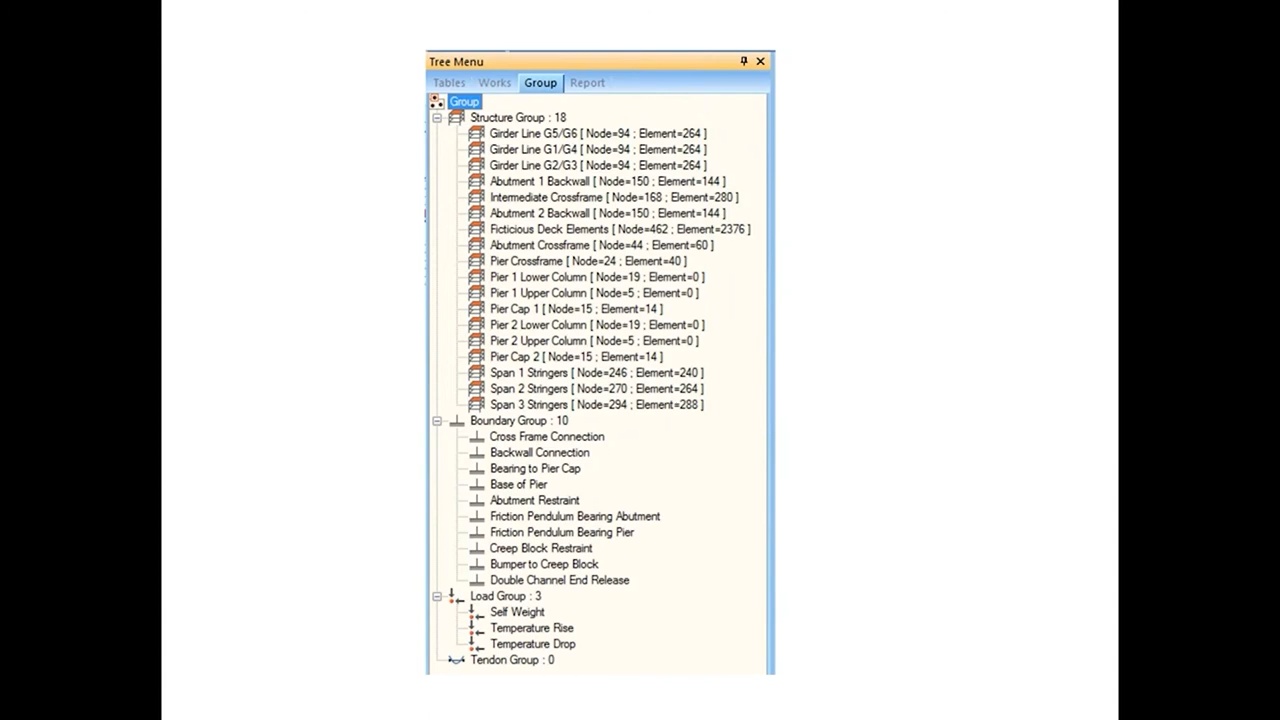 Tree Menu
Tables Works Group Report
Group
Structure Group : 18
Girder Line G5/G6 [ Node=94 ; Element=264 ]
Girder Line G1/G4 [ Node=94 ; Element=264 ]
Girder Line G2/G3 [ Node=94 ; Element=264 ]
Abutment 1 Backwall [ Node=150 ; Element=144 ]
Intermediate Crossframe [ Node=168 ; Element=280 ]
Abutment 2 Backwall [ Node=150 ; Element=144 ]
Ficticious Deck Elements [ Node=462 ; Element=2376 ]
Abutment Crossframe [ Node=44 ; Element=60 ]
Pier Crossframe [ Node=24 ; Element=40 ]
Pier 1 Lower Column [ Node=19 ; Element=0 ]
Pier 1 Upper Column [ Node=5 ; Element=0 ]
Pier Cap 1 [ Node=15 ; Element=14 ]
Pier 2 Lower Column [ Node=19 ; Element=0 ]
Pier 2 Upper Column [ Node=5 ; Element=0 ]
Pier Cap 2 [ Node=15 ; Element=14 ]
Span 1 Stringers [ Node=246 ; Element=240 ]
Span 2 Stringers [ Node=270 ; Element=264 ]
Span 3 Stringers [ Node=294 ; Element=288 ]
Boundary Group : 10
Cross Frame Connection
Backwall Connection
Bearing to Pier Cap
Base of Pier
Abutment Restraint
Friction Pendulum Bearing Abutment
Friction Pendulum Bearing Pier
Creep Block Restraint
Bumper to Creep Block
Double Channel End Release
Load Group : 3
Self Weight
Temperature Rise
Temperature Drop
Tendon Group : 0